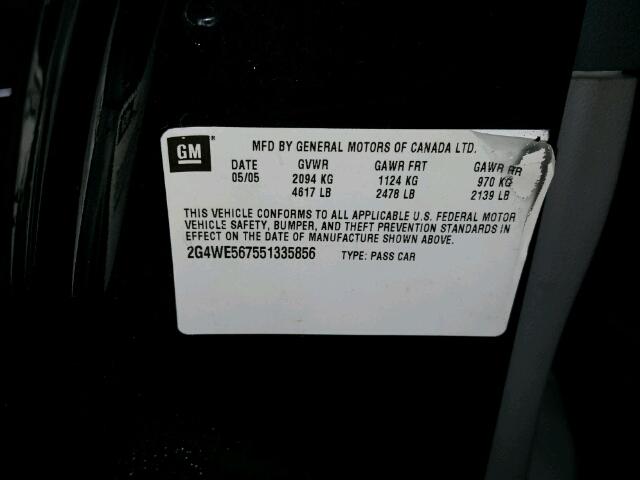 GM® MFD BY GENERAL MOTORS OF CANADA LTD.
DATE GVWR GAWR FRT GAWR RR
05/05 2094 KG 1124 KG 970 KG
4617 LB 2478 LB 2139 LB
THIS VEHICLE CONFORMS TO ALL APPLICABLE U.S. FEDERAL MOTOR
VEHICLE SAFETY, BUMPER, AND THEFT PREVENTION STANDARDS IN
EFFECT ON THE DATE OF MANUFACTURE SHOWN ABOVE.
2G4WE567551335856 TYPE: PASS CAR